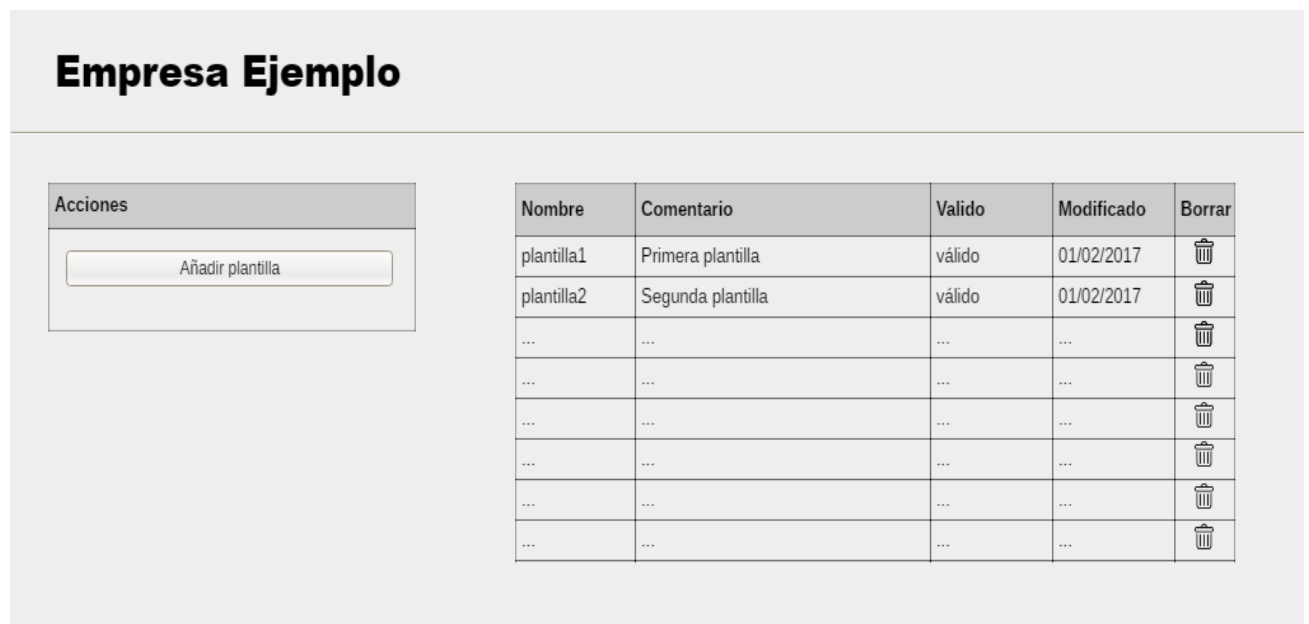 Empresa Ejemplo
Acciones
Añadir plantilla
Nombre Comentario Valido Modificado Borrar
plantilla1 Primera plantilla válido 01/02/2017
plantilla2 Segunda plantilla válido 01/02/2017
... ... ... ...
... ... ... ...
... ... ... ...
... ... ... ...
... ... ... ...
... ... ... ...